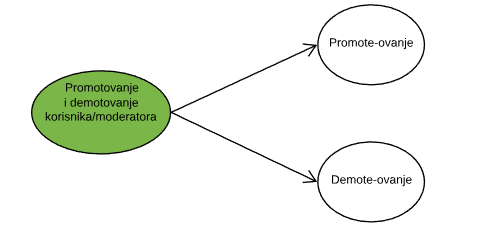 Promotovanje
i demotovanje
korisnika/moderatora
Promote-ovanje
Demote-ovanje